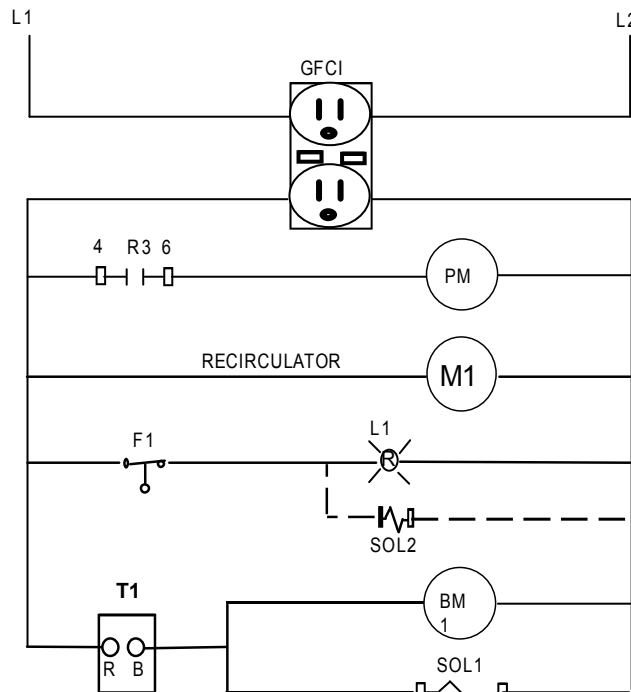 L1
L2
GFCI
4 R3 6
PM
RECIRCULATOR
M1
F1
L1
R
SOL2
T1
BM
1
R B
SOL1